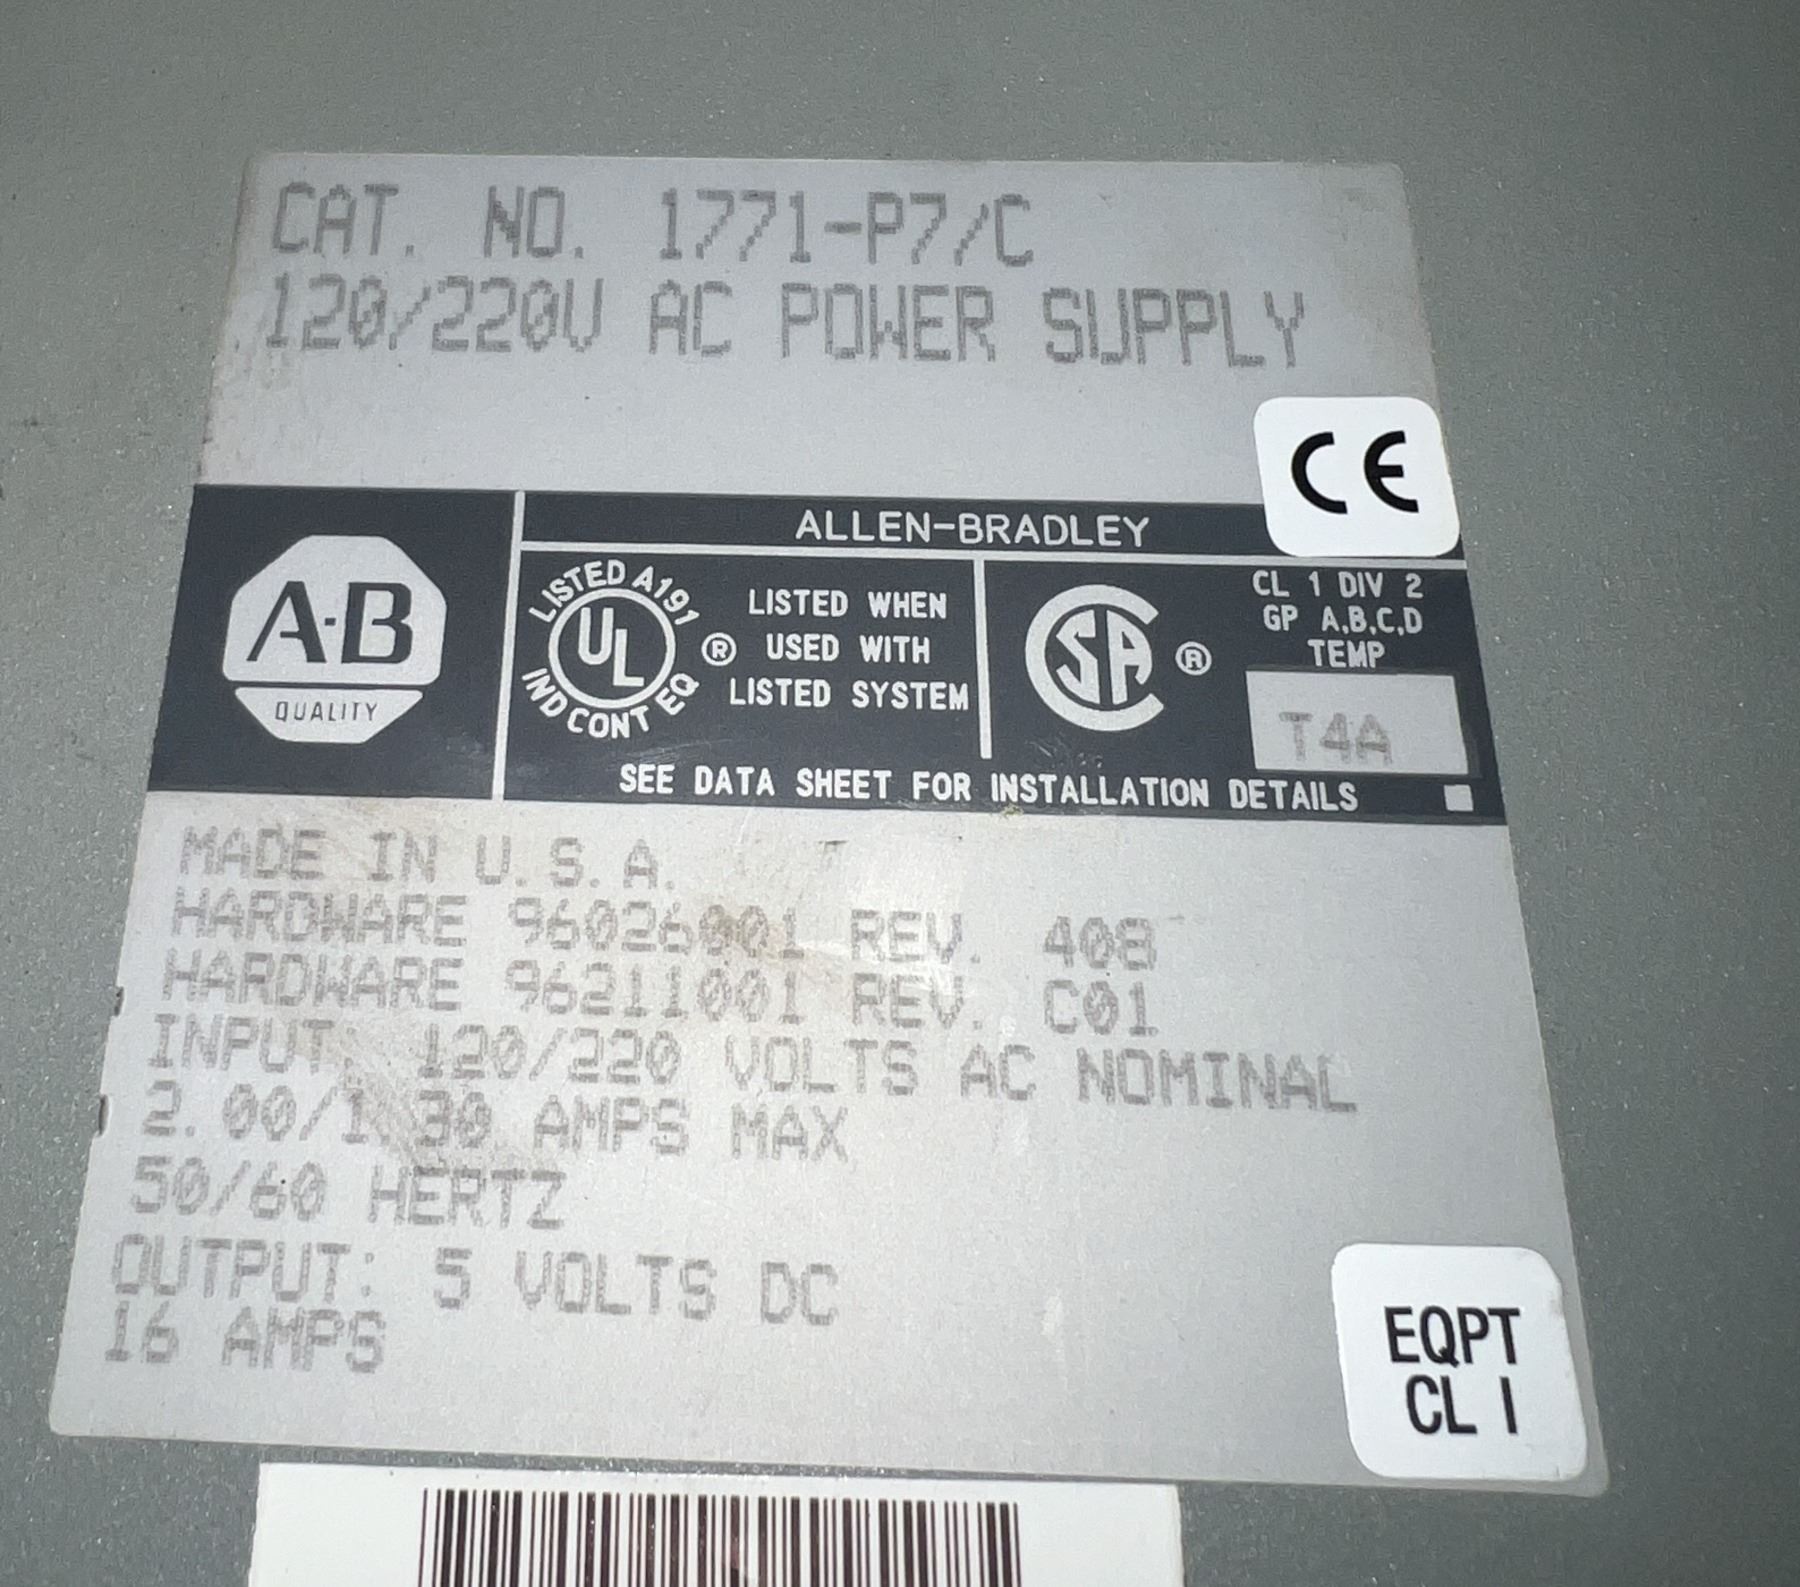 CAT. NO. 1771-P7/C
120/220V AC POWER SUPPLY
CE
ALLEN-BRADLEY
A-B
QUALITY
LISTED A191
UL
IND CONT EQ
®
LISTED WHEN
USED WITH
LISTED SYSTEM
SA
®
CL 1 DIV 2
GP A,B,C,D
TEMP
T4A
SEE DATA SHEET FOR INSTALLATION DETAILS
MADE IN U.S.A.
HARDWARE 96026001 REV. 408
HARDWARE 96211001 REV. C01
INPUT: 120/220 VOLTS AC NOMINAL
2.00/1.30 AMPS MAX
50/60 HERTZ
OUTPUT: 5 VOLTS DC
16 AMPS
EQPT
CL I